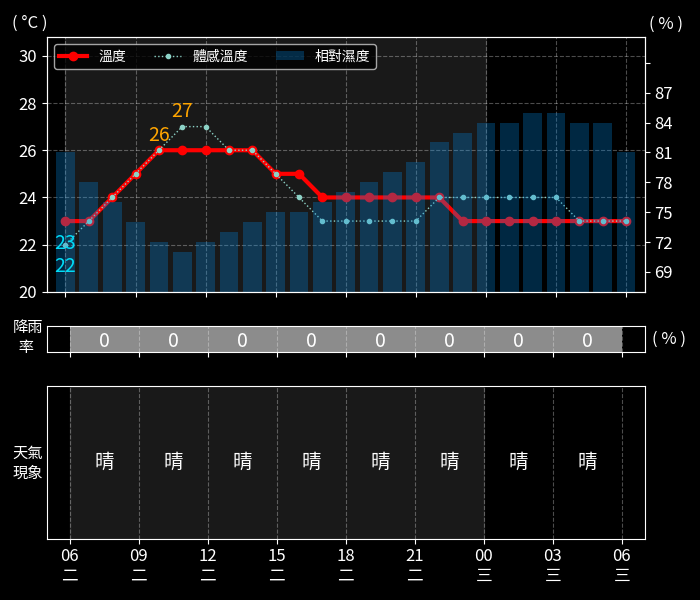 ( °C )
( % )
溫度 體感溫度 相對濕度
30
28
26
24
22
20
87
84
81
78
75
72
69
27
26
23
22
降雨率
0 0 0 0 0 0 0 0
( % )
天氣現象
晴 晴 晴 晴 晴 晴 晴 晴
06 09 12 15 18 21 00 03 06
二 二 二 二 二 二 三 三 三